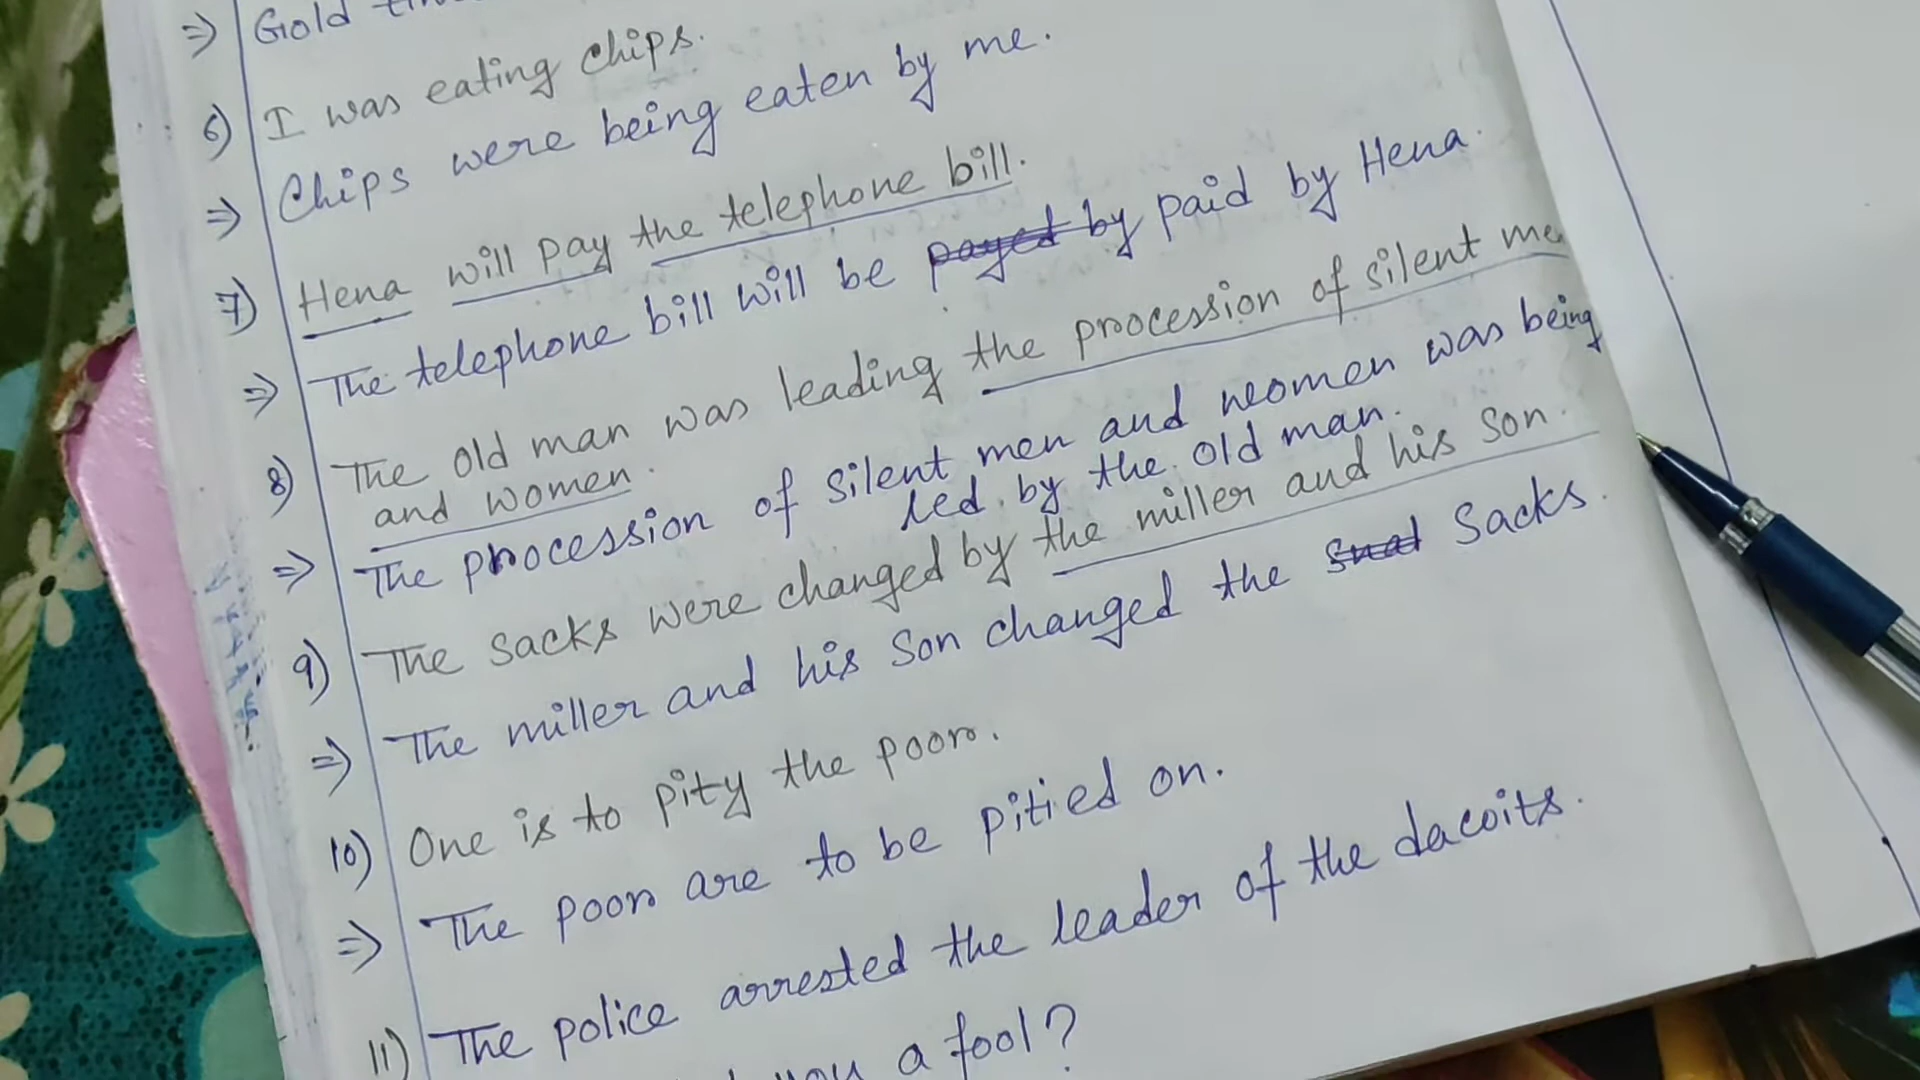 ⇒ Gold
6) I was eating chips.
⇒ Chips were being eaten by me.
7) Hena will pay the telephone bill.
⇒ The telephone bill will be payed by paid by Hena.
8) The old man was leading the procession of silent me
and women.
⇒ The procession of silent men and women was being
led by the old man.
9) The sacks were changed by the miller and his son.
⇒ The miller and his son changed the sacks.
10) One is to pity the poor.
⇒ The poor are to be pitied on.
11) The police arrested the leader of the dacoits.
you a fool?